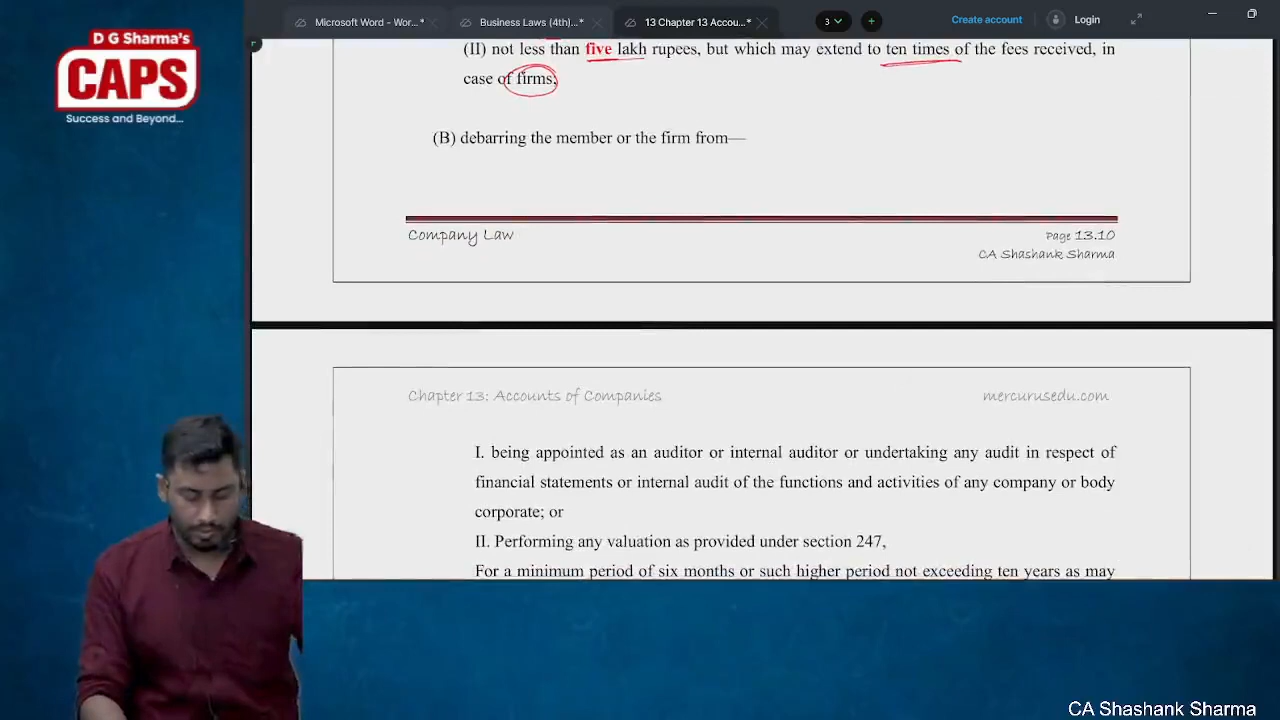 D G Sharma's
CAPS
Success and Beyond...
Microsoft Word - Wor...*
Business Laws (4th)...*
13 Chapter 13 Accou...*
3
Create account
Login
(II) not less than five lakh rupees, but which may extend to ten times of the fees received, in
case of firms;
(B) debarring the member or the firm from—
Company Law
Page 13.10
CA Shashank Sharma
Chapter 13: Accounts of Companies
mercurusedu.com
I. being appointed as an auditor or internal auditor or undertaking any audit in respect of
financial statements or internal audit of the functions and activities of any company or body
corporate; or
II. Performing any valuation as provided under section 247,
For a minimum period of six months or such higher period not exceeding ten years as may
CA Shashank Sharma